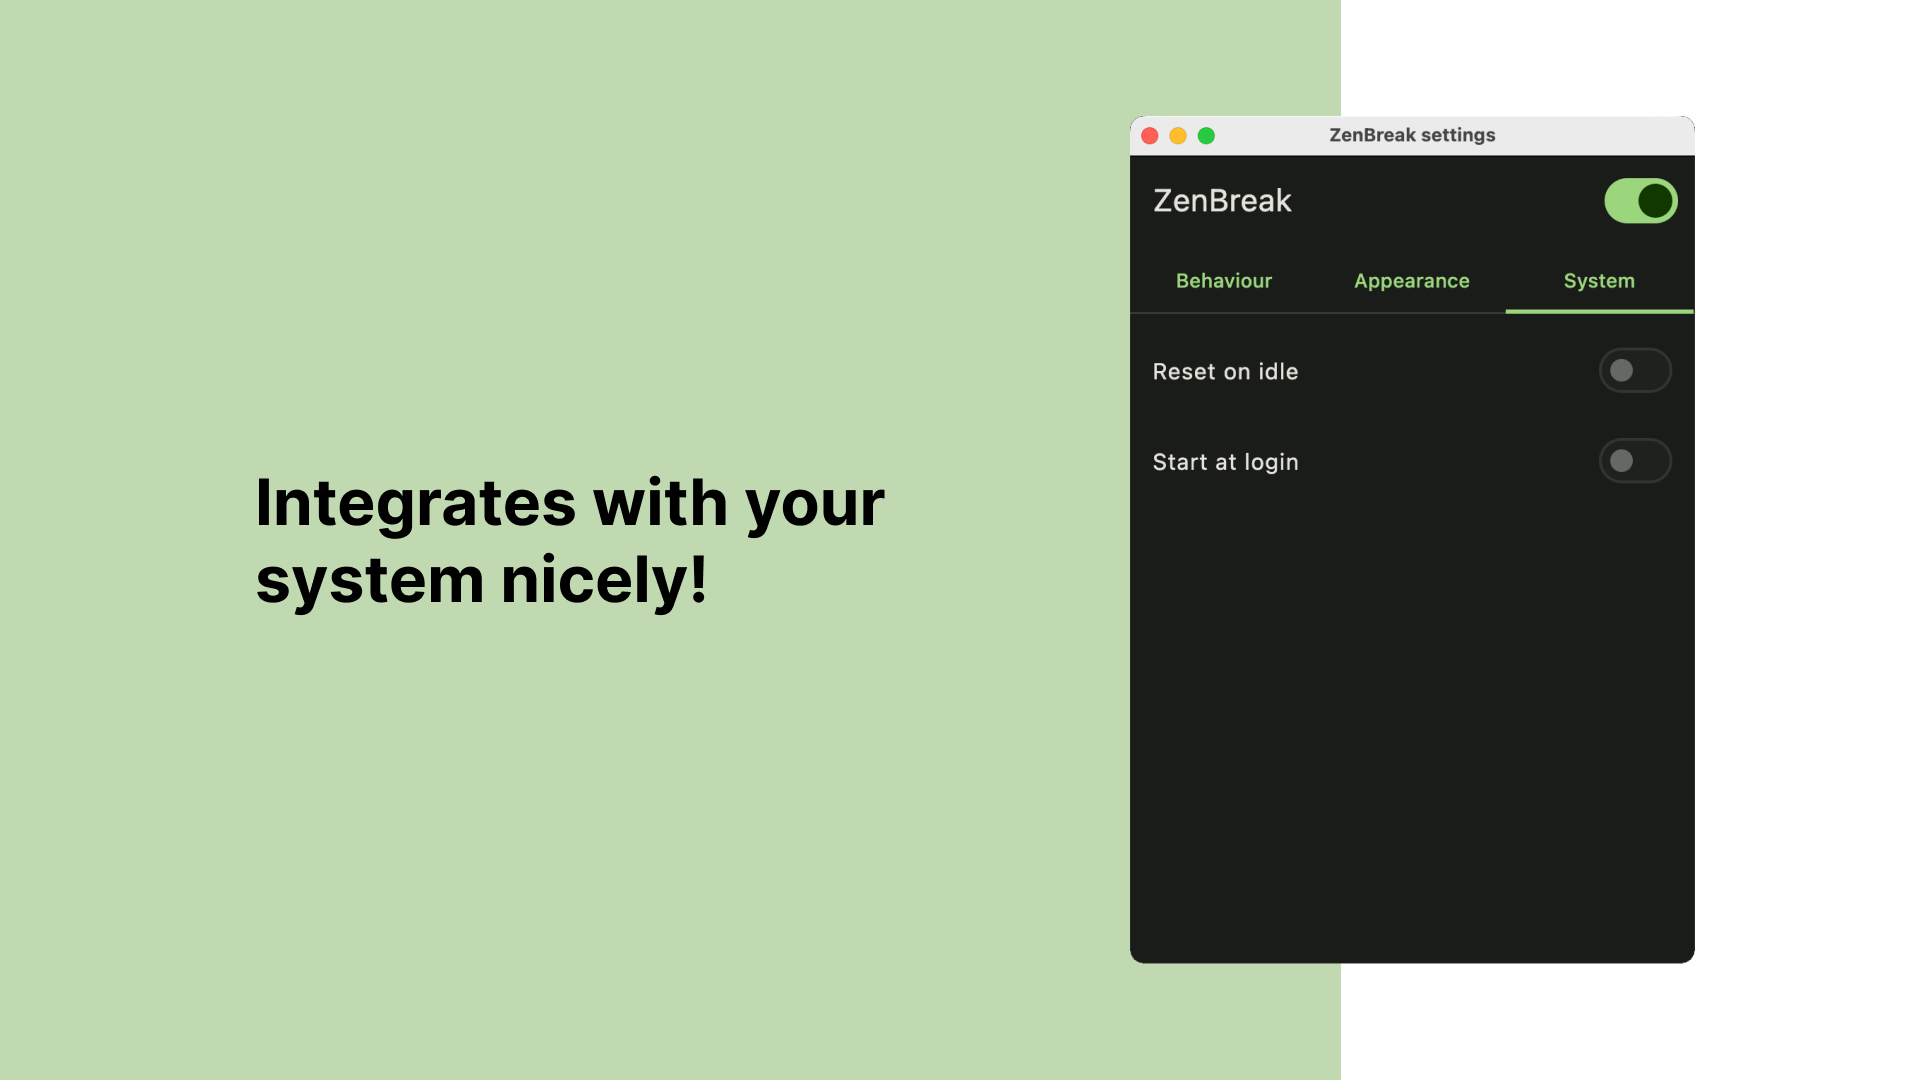 Integrates with your
system nicely!
ZenBreak settings
ZenBreak
Behaviour Appearance System
Reset on idle
Start at login